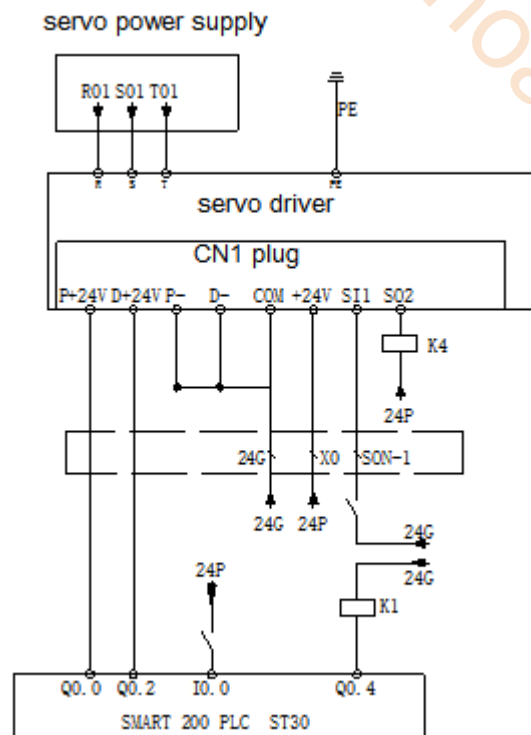 servo power supply
R01 S01 T01
PE
R S T PE
servo driver
CN1 plug
P+24V D+24V P- D- COM +24V SI1 SO2
K4
24P
24G X0 SON-1
24G 24P
24G
24P 24G
K1
Q0.0 Q0.2 I0.0 Q0.4
SMART 200 PLC ST30